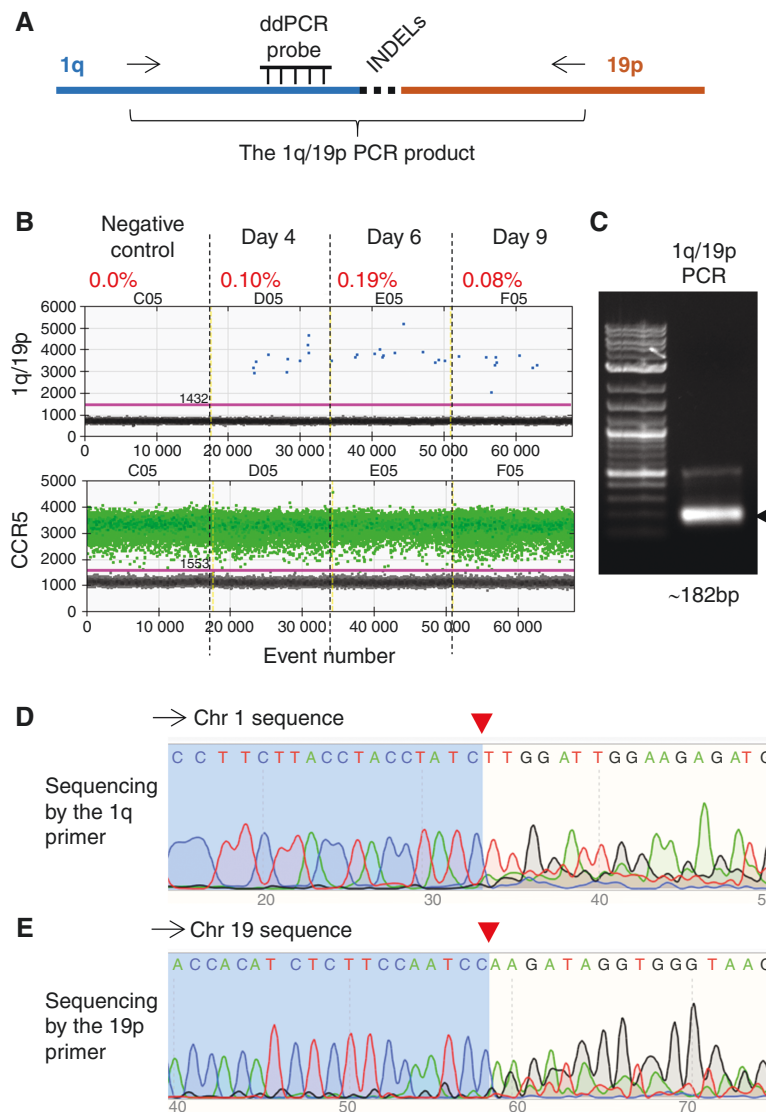 A
ddPCR
probe
INDELs
1q
19p
The 1q/19p PCR product
B
Negative
control
Day 4
Day 6
Day 9
0.0%
0.10%
0.19%
0.08%
C05
D05
E05
F05
1q/19p
6000
5000
4000
3000
2000
1000
0
1432
0
10 000
20 000
30 000
40 000
50 000
60 000
C05
D05
E05
F05
CCR5
5000
4000
3000
2000
1000
0
1553
0
10 000
20 000
30 000
40 000
50 000
60 000
Event number
C
1q/19p
PCR
~182bp
D
Chr 1 sequence
Sequencing
by the 1q
primer
C C T T C T T A C C T A C C T A T C T T G G A T T G G A A G A G A T G
20
30
40
5
E
Chr 19 sequence
Sequencing
by the 19p
primer
A C C A C A T C T C T T C C A A T C C A A G A T A G G T G G G T A A G
40
50
60
70